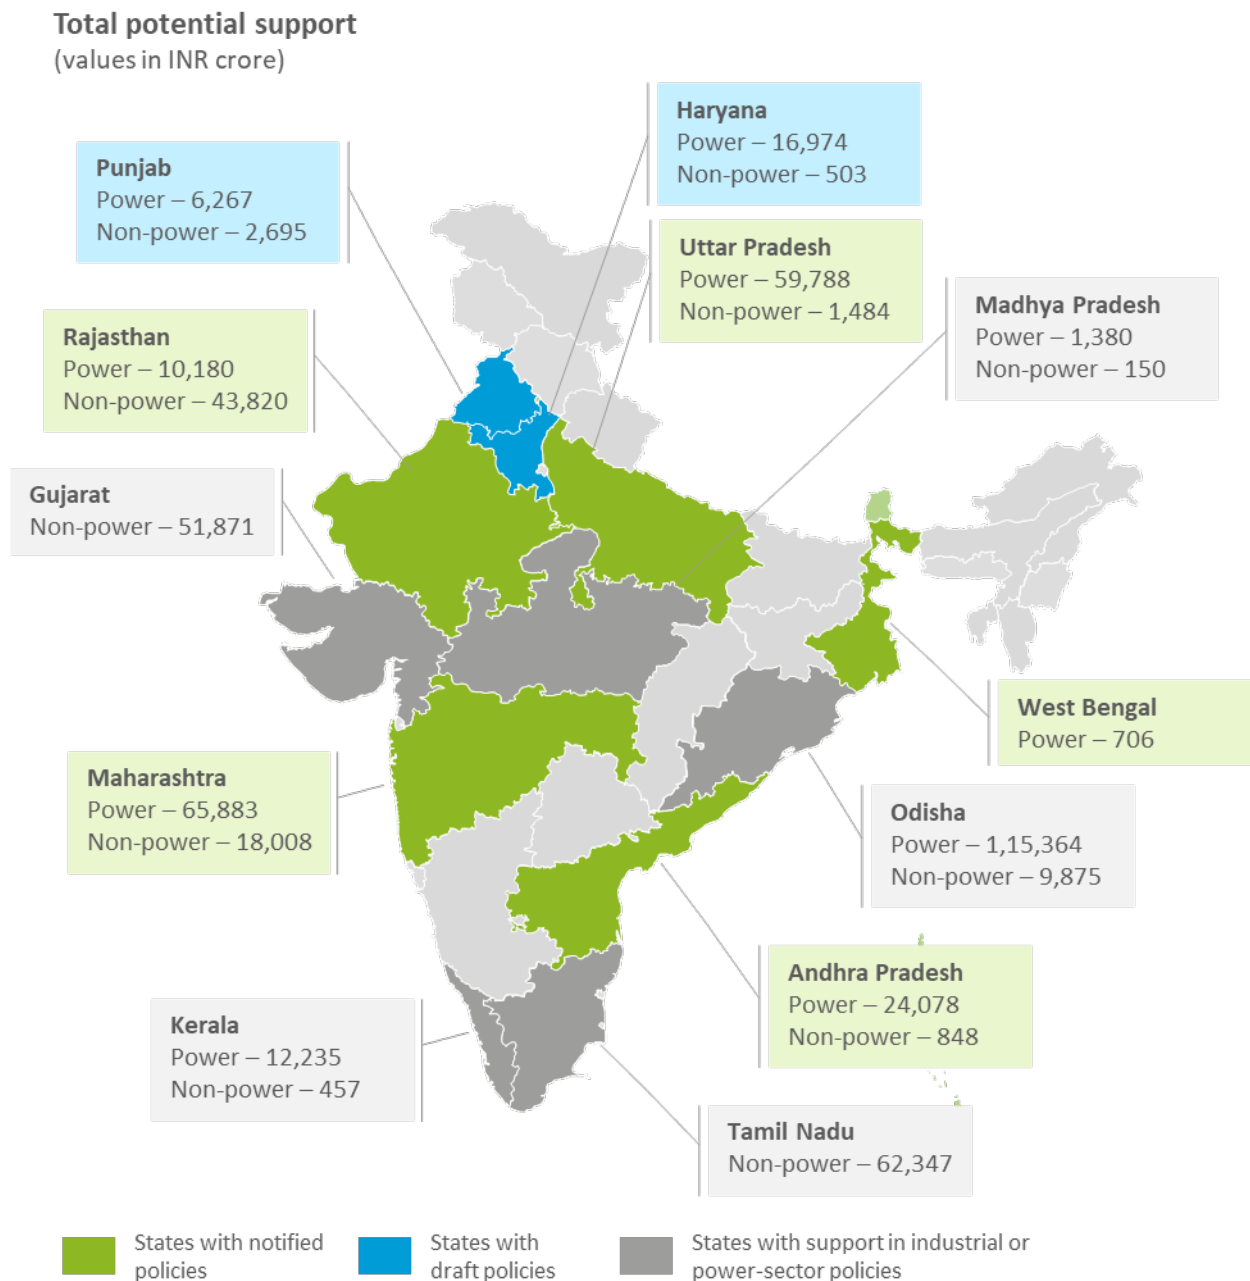 Total potential support
(values in INR crore)
Haryana
Power – 16,974
Non-power – 503
Punjab
Power – 6,267
Non-power – 2,695
Uttar Pradesh
Power – 59,788
Non-power – 1,484
Madhya Pradesh
Power – 1,380
Non-power – 150
Rajasthan
Power – 10,180
Non-power – 43,820
Gujarat
Non-power – 51,871
West Bengal
Power – 706
Maharashtra
Power – 65,883
Non-power – 18,008
Odisha
Power – 1,15,364
Non-power – 9,875
Andhra Pradesh
Power – 24,078
Non-power – 848
Kerala
Power – 12,235
Non-power – 457
Tamil Nadu
Non-power – 62,347
States with notified
policies
States with
draft policies
States with support in industrial or
power-sector policies